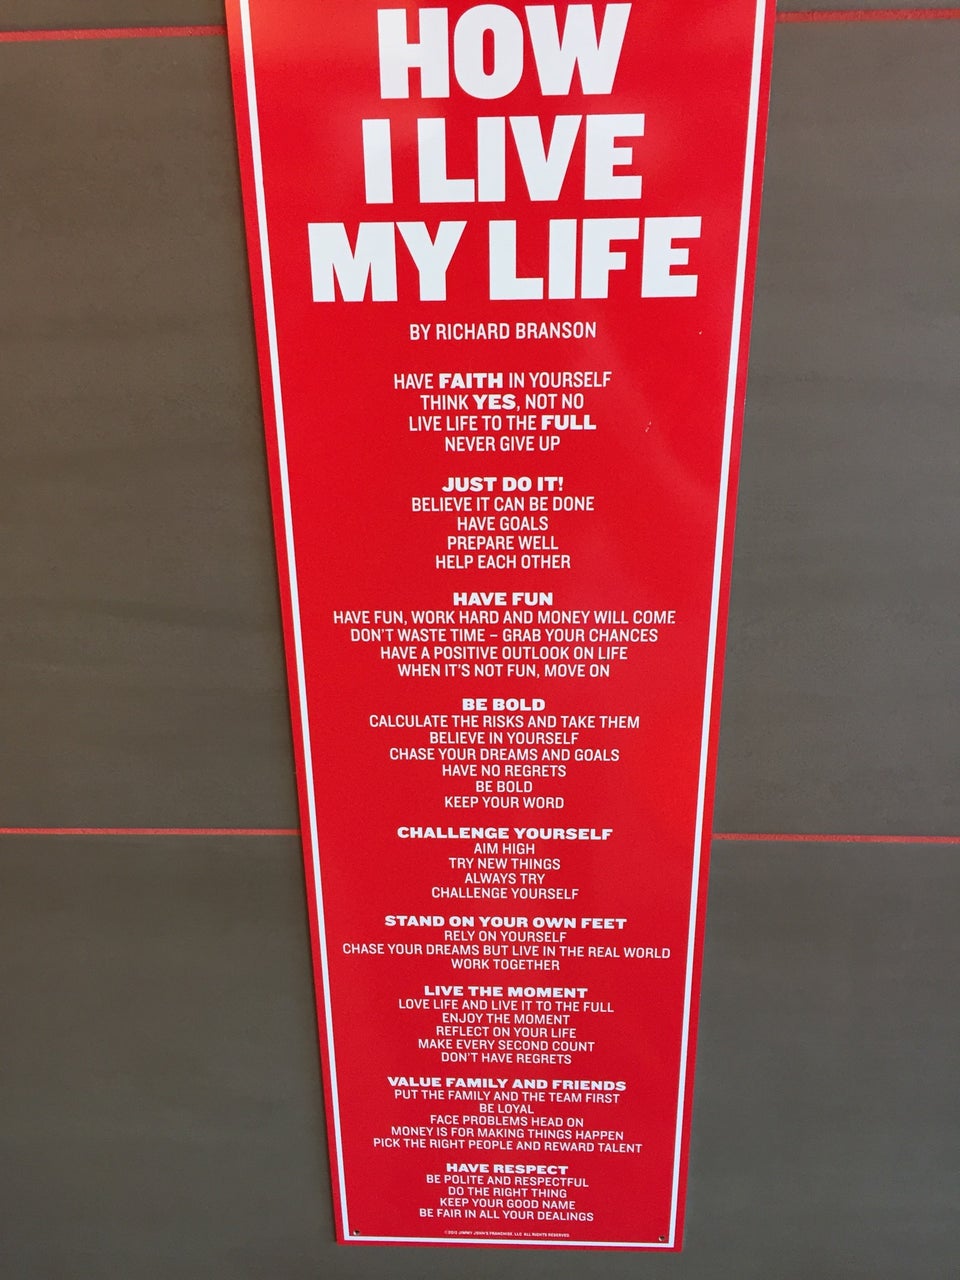 HOW
I LIVE
MY LIFE
BY RICHARD BRANSON
HAVE FAITH IN YOURSELF
THINK YES, NOT NO
LIVE LIFE TO THE FULL
NEVER GIVE UP
JUST DO IT!
BELIEVE IT CAN BE DONE
HAVE GOALS
PREPARE WELL
HELP EACH OTHER
HAVE FUN
HAVE FUN, WORK HARD AND MONEY WILL COME
DON'T WASTE TIME – GRAB YOUR CHANCES
HAVE A POSITIVE OUTLOOK ON LIFE
WHEN IT'S NOT FUN, MOVE ON
BE BOLD
CALCULATE THE RISKS AND TAKE THEM
BELIEVE IN YOURSELF
CHASE YOUR DREAMS AND GOALS
HAVE NO REGRETS
BE BOLD
KEEP YOUR WORD
CHALLENGE YOURSELF
AIM HIGH
TRY NEW THINGS
ALWAYS TRY
CHALLENGE YOURSELF
STAND ON YOUR OWN FEET
RELY ON YOURSELF
CHASE YOUR DREAMS BUT LIVE IN THE REAL WORLD
WORK TOGETHER
LIVE THE MOMENT
LOVE LIFE AND LIVE IT TO THE FULL
ENJOY THE MOMENT
REFLECT ON YOUR LIFE
MAKE EVERY SECOND COUNT
DON'T HAVE REGRETS
VALUE FAMILY AND FRIENDS
PUT THE FAMILY AND THE TEAM FIRST
BE LOYAL
FACE PROBLEMS HEAD ON
MONEY IS FOR MAKING THINGS HAPPEN
PICK THE RIGHT PEOPLE AND REWARD TALENT
HAVE RESPECT
BE POLITE AND RESPECTFUL
DO THE RIGHT THING
KEEP YOUR GOOD NAME
BE FAIR IN ALL YOUR DEALINGS
JIMMY JOHN'S FRANCHISE, LLC ALL RIGHTS RESERVED.